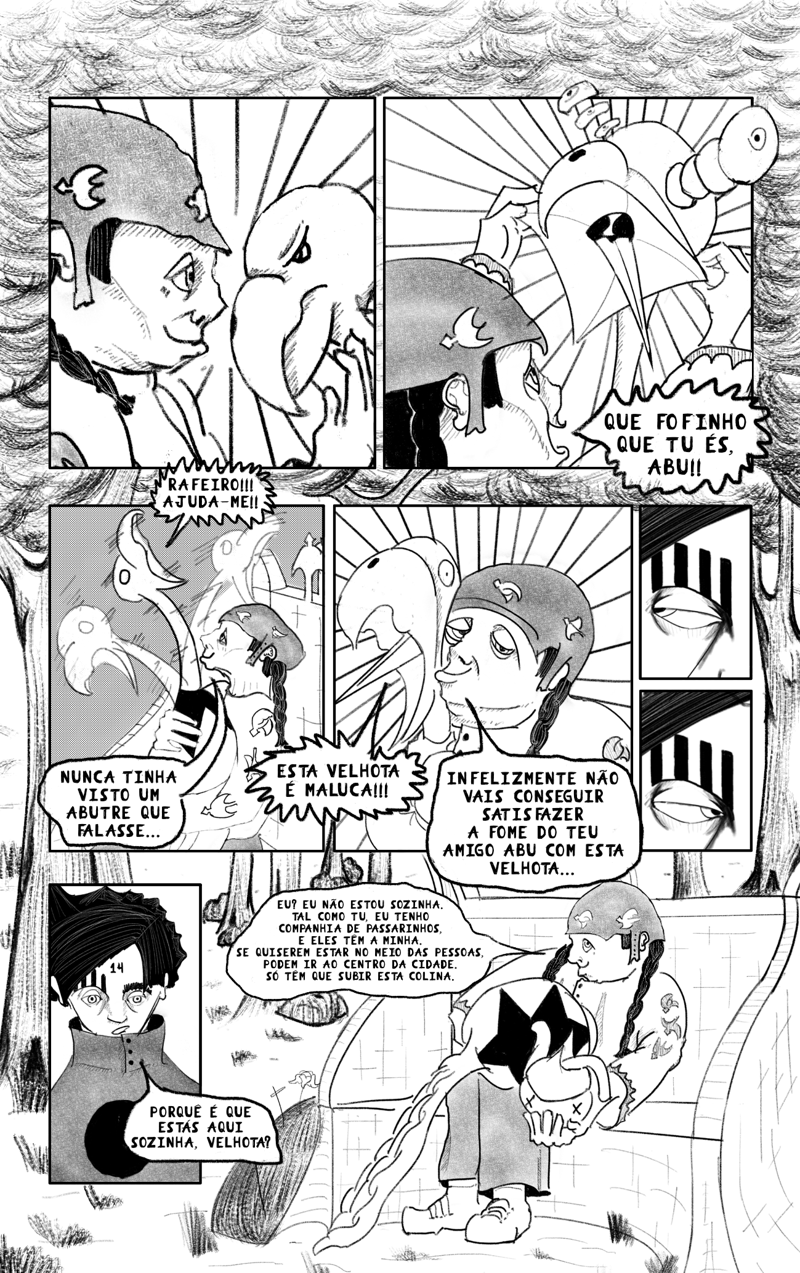 QUE FOFINHO
QUE TU ÉS,
ABU!!
RAFEIRO!!!
AJUDA-ME!!
NUNCA TINHA
VISTO UM
ABUTRE QUE
FALASSE...
ESTA VELHOTA
É MALUCA!!!
INFELIZMENTE NÃO
VAIS CONSEGUIR
SATISFAZER
A FOME DO TEU
AMIGO ABU COM ESTA
VELHOTA...
14
PORQUÊ É QUE
ESTÁS AQUI
SOZINHA, VELHOTA?
EU? EU NÃO ESTOU SOZINHA.
TAL COMO TU, EU TENHO
COMPANHIA DE PASSARINHOS,
E ELES TÊM A MINHA.
SE QUISEREM ESTAR NO MEIO DAS PESSOAS,
PODEM IR AO CENTRO DA CIDADE.
SÓ TÊM QUE SUBIR ESTA COLINA.